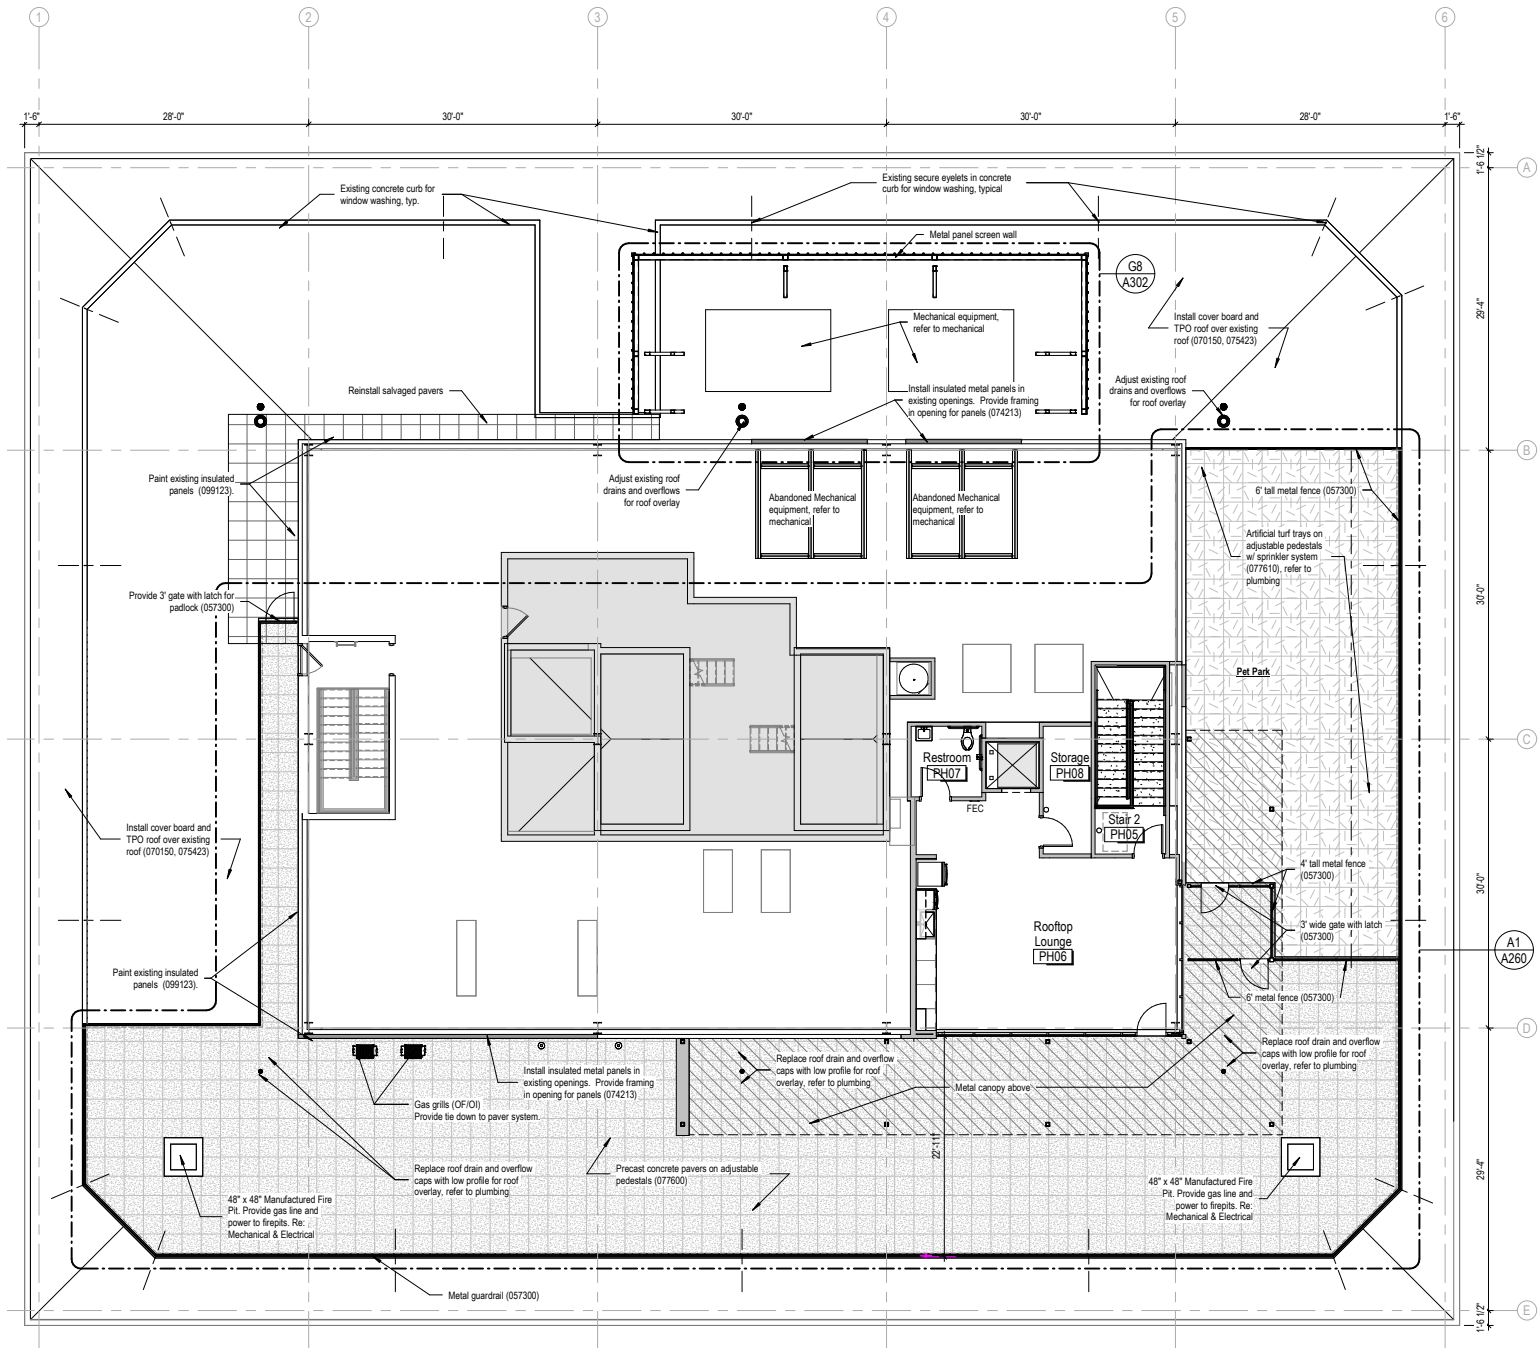 1 2 3 4 5 6
1'-6" 28'-0" 30'-0" 30'-0" 30'-0" 28'-0" 1'-6"
1'-6 1/2"
A
Existing concrete curb for
window washing, typ.
Existing secure eyelets in concrete
curb for window washing, typical
Metal panel screen wall
G8
A302
29'-4"
Mechanical equipment,
refer to mechanical
Install cover board and
TPO roof over existing
roof (070150, 075423)
Reinstall salvaged pavers
Install insulated metal panels in
existing openings. Provide framing
in opening for panels (074213)
Adjust existing roof
drains and overflows
for roof overlay
B
Paint existing insulated
panels (099123).
Adjust existing roof
drains and overflows
for roof overlay
Abandoned Mechanical
equipment, refer to
mechanical
Abandoned Mechanical
equipment, refer to
mechanical
6' tall metal fence (057300)
Artificial turf trays on
adjustable pedestals
w/ sprinkler system
(077610), refer to
plumbing
Provide 3' gate with latch for
padlock (057300)
30'-0"
Pet Park
C
Restroom
PH07
Storage
PH08
FEC
Stair 2
PH05
Install cover board and
TPO roof over existing
roof (070150, 075423)
4' tall metal fence
(057300)
30'-0"
Rooftop
Lounge
PH06
3' wide gate with latch
(057300)
A1
A260
Paint existing insulated
panels (099123).
6' metal fence (057300)
D
Install insulated metal panels in
existing openings. Provide framing
in opening for panels (074213)
Replace roof drain and overflow
caps with low profile for roof
overlay, refer to plumbing
Replace roof drain and overflow
caps with low profile for roof
overlay, refer to plumbing
Metal canopy above
Gas grills (OF/OI)
Provide tie down to paver system.
22'-11"
Replace roof drain and overflow
caps with low profile for roof
overlay, refer to plumbing
Precast concrete pavers on adjustable
pedestals (077600)
29'-4"
48" x 48" Manufactured Fire
Pit. Provide gas line and
power to firepits. Re:
Mechanical & Electrical
48" x 48" Manufactured Fire
Pit. Provide gas line and
power to firepits. Re:
Mechanical & Electrical
Metal guardrail (057300)
1'-6 1/2"
E